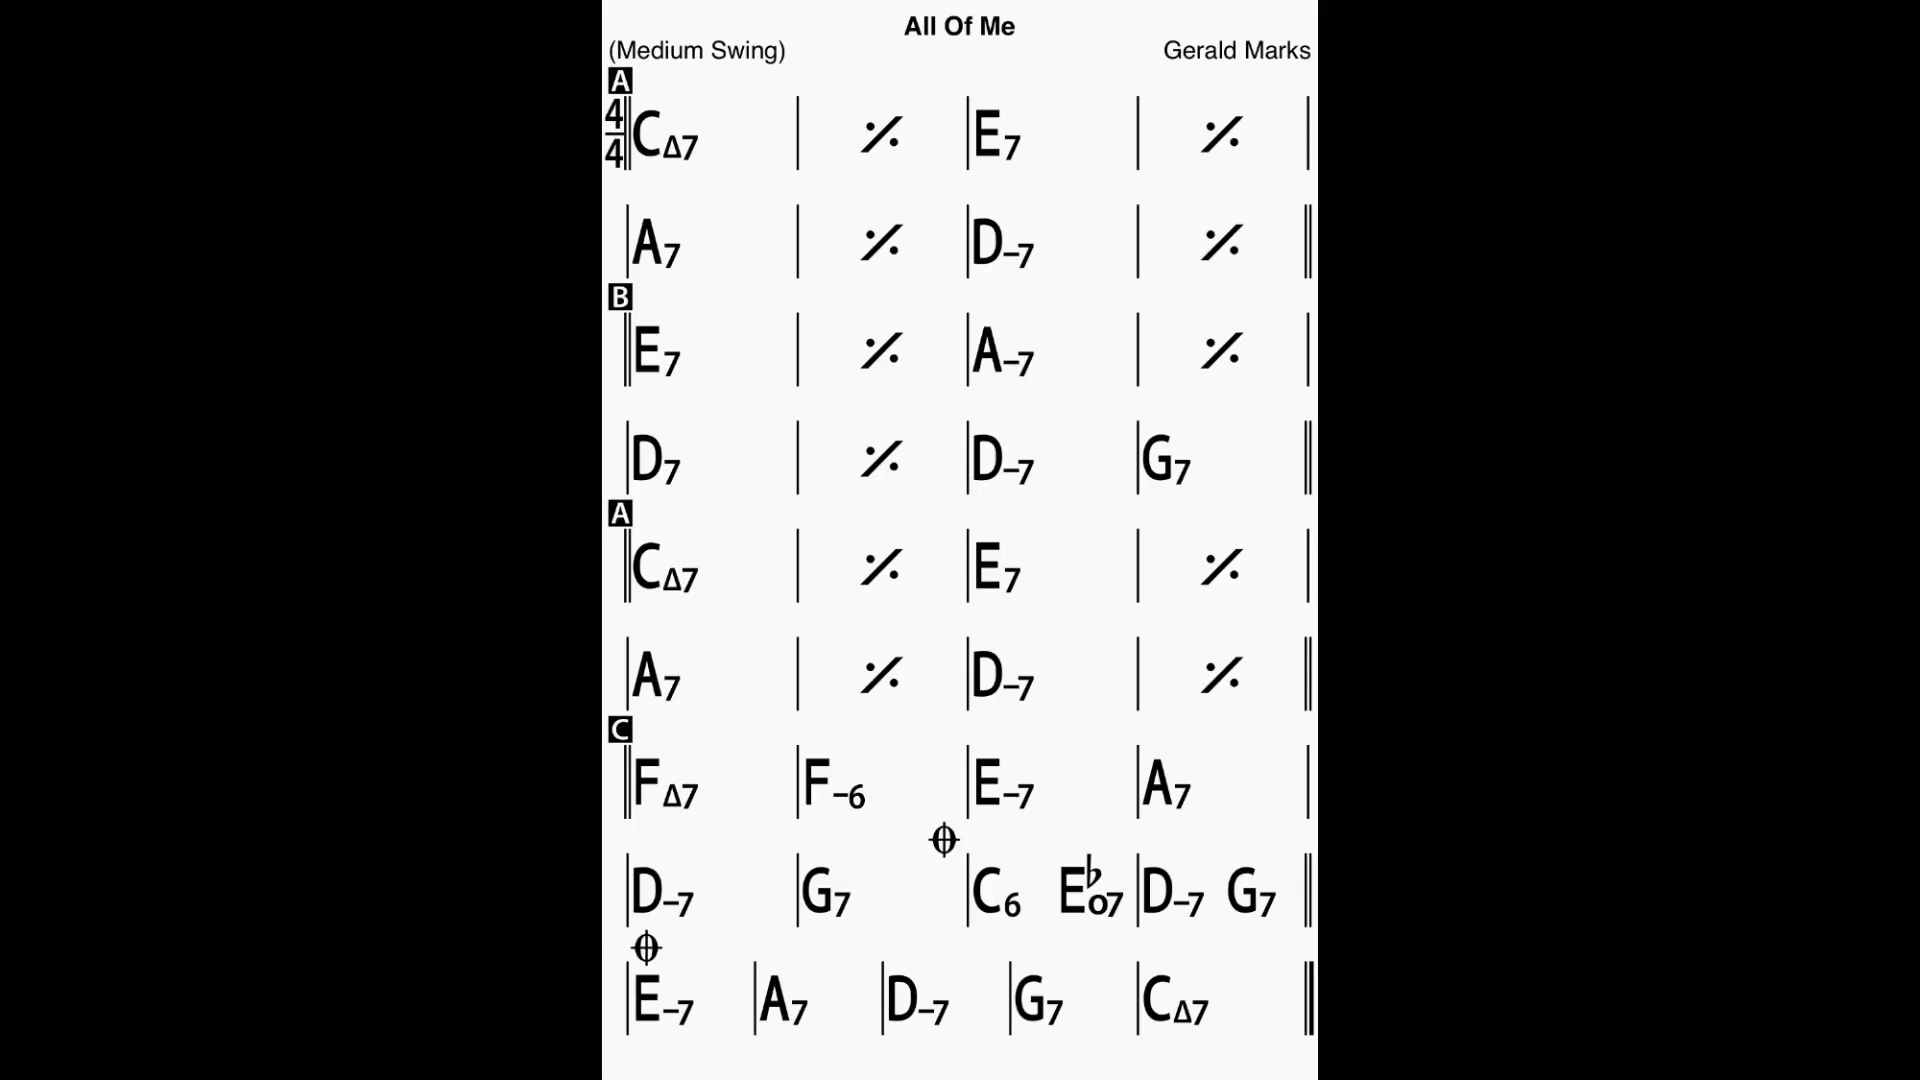 All Of Me
(Medium Swing) Gerald Marks
A
4/4 CΔ7 | 𝄎 | E7 | 𝄎
A7 | 𝄎 | D-7 | 𝄎
B
E7 | 𝄎 | A-7 | 𝄎
D7 | 𝄎 | D-7 | G7
A
CΔ7 | 𝄎 | E7 | 𝄎
A7 | 𝄎 | D-7 | 𝄎
C
FΔ7 | F-6 | E-7 | A7
D-7 | G7 | C6 E♭o7 | D-7 G7
E-7 | A7 | D-7 | G7 | CΔ7